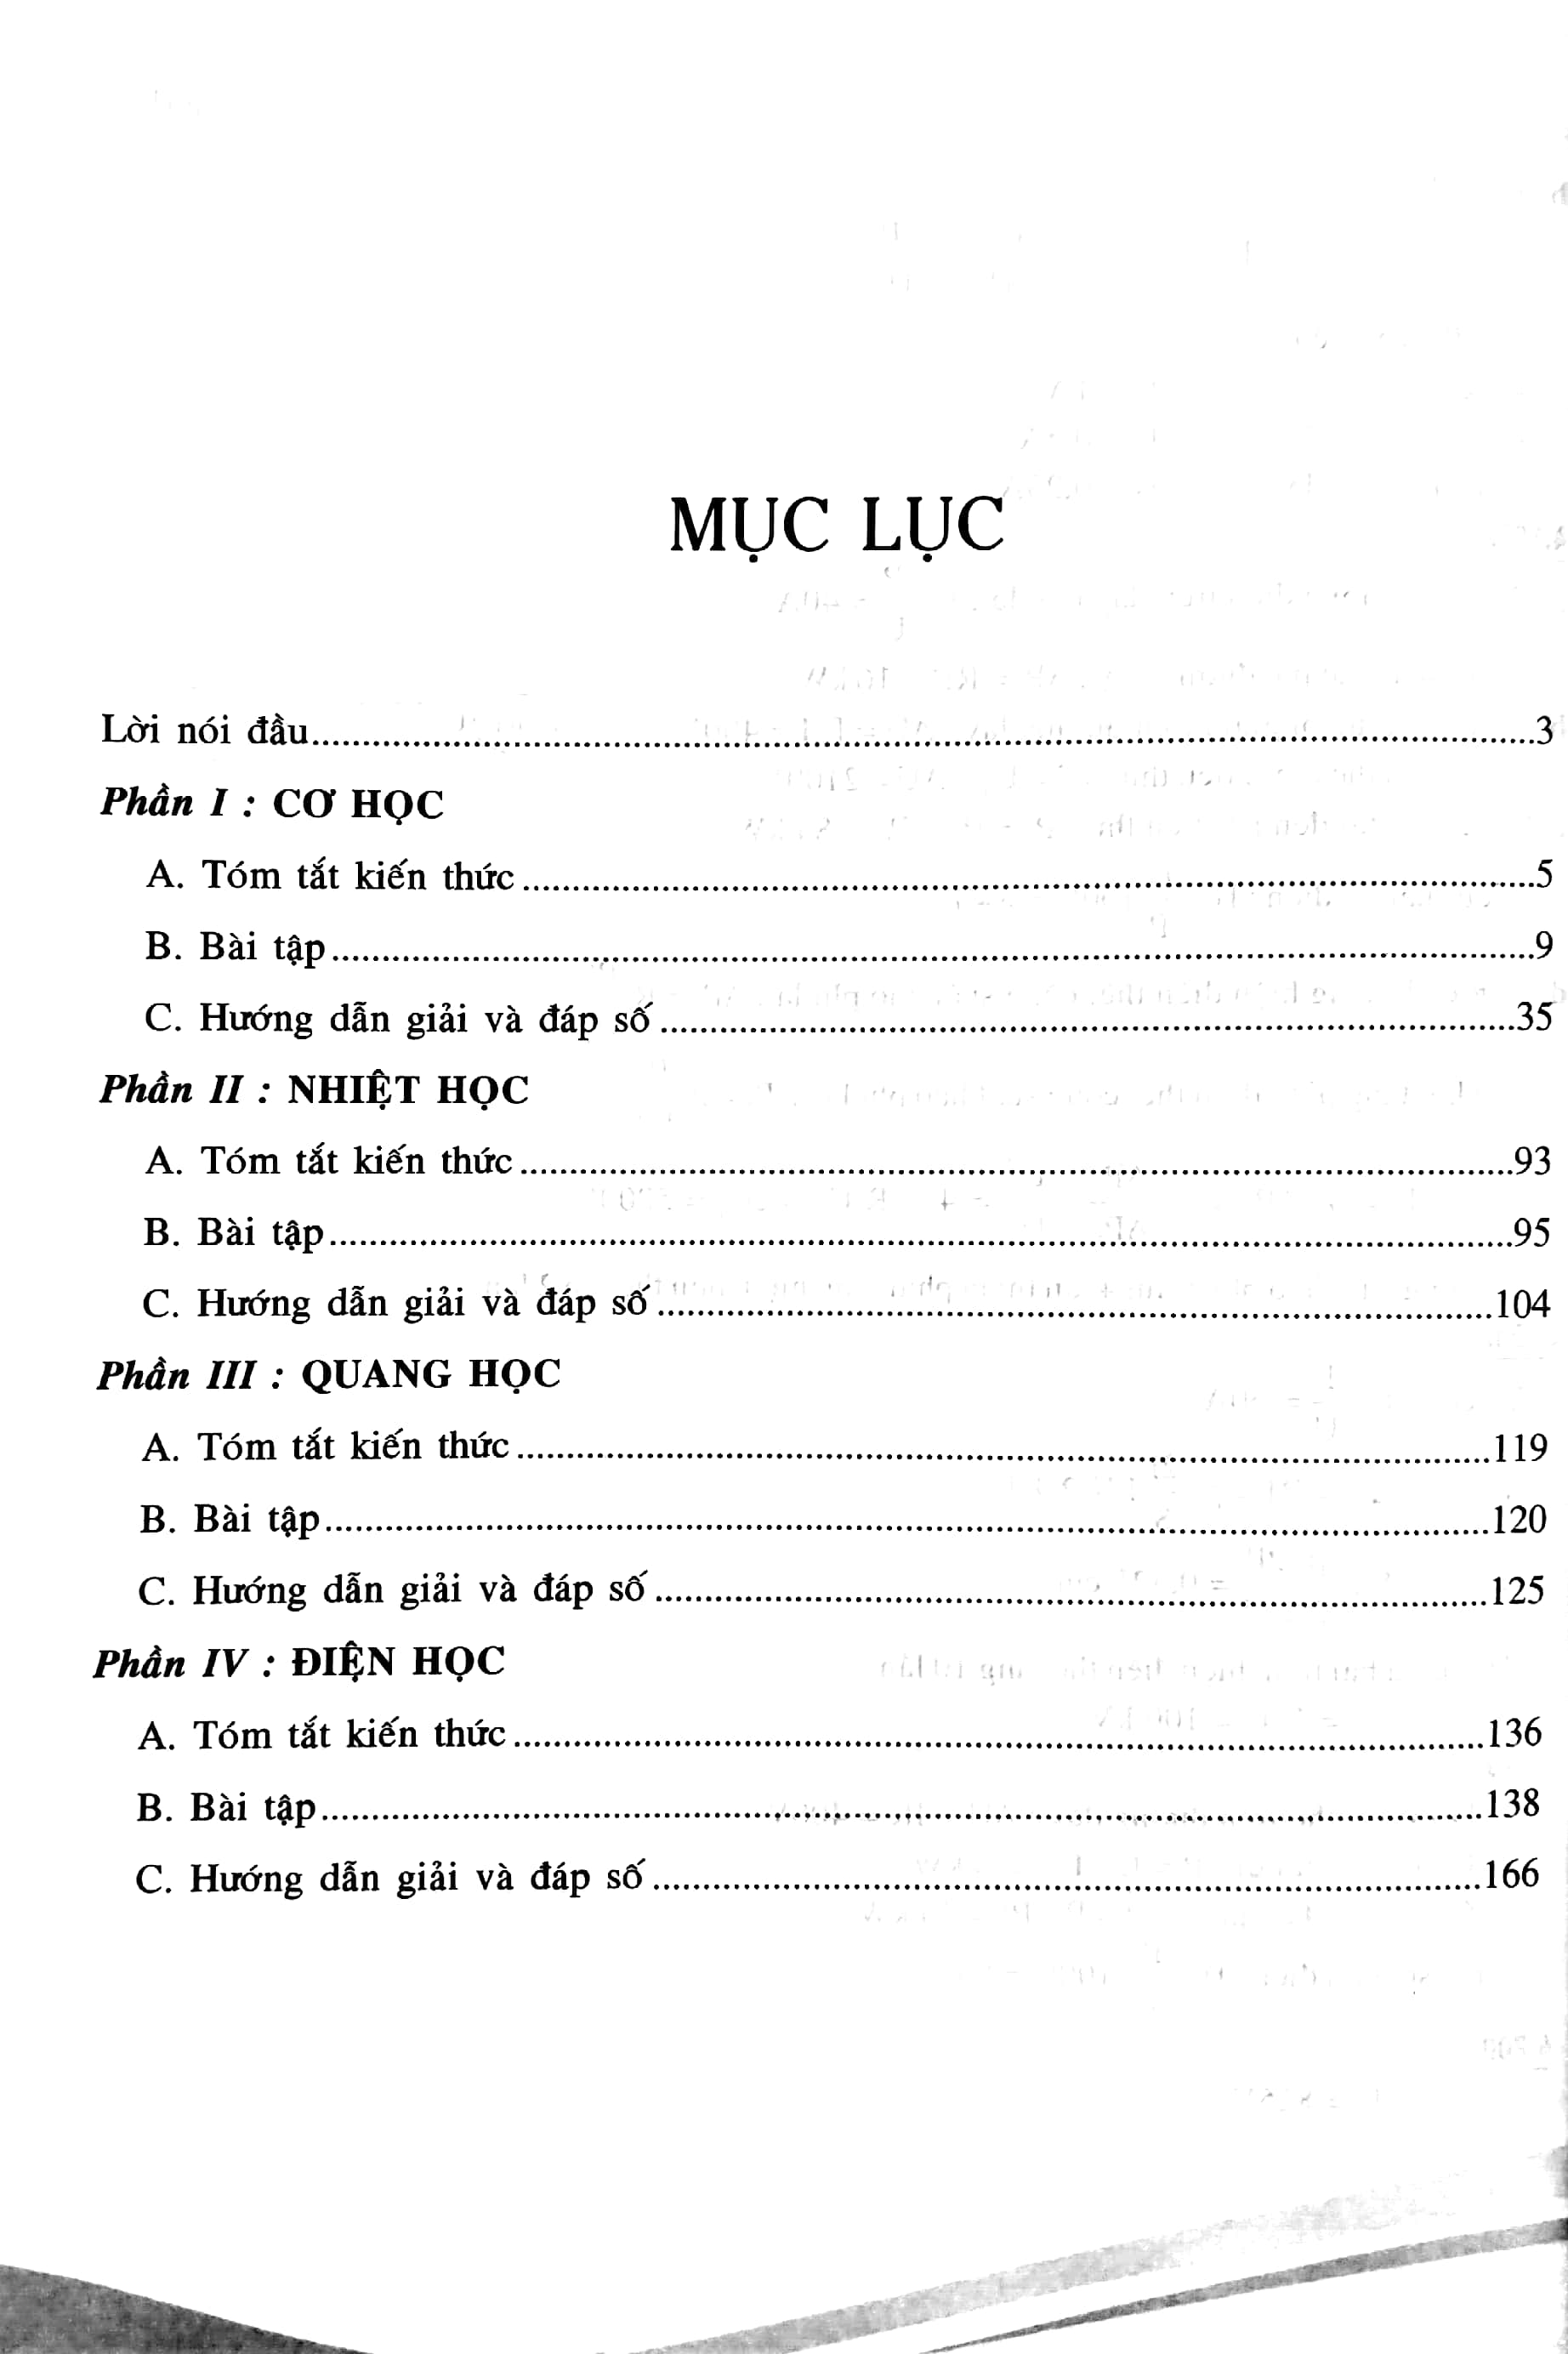 MỤC LỤC
Lời nói đầu.....3
Phần I : CƠ HỌC
A. Tóm tắt kiến thức.....5
B. Bài tập.....9
C. Hướng dẫn giải và đáp số.....35
Phần II : NHIỆT HỌC
A. Tóm tắt kiến thức.....93
B. Bài tập.....95
C. Hướng dẫn giải và đáp số.....104
Phần III : QUANG HỌC
A. Tóm tắt kiến thức.....119
B. Bài tập.....120
C. Hướng dẫn giải và đáp số.....125
Phần IV : ĐIỆN HỌC
A. Tóm tắt kiến thức.....136
B. Bài tập.....138
C. Hướng dẫn giải và đáp số.....166